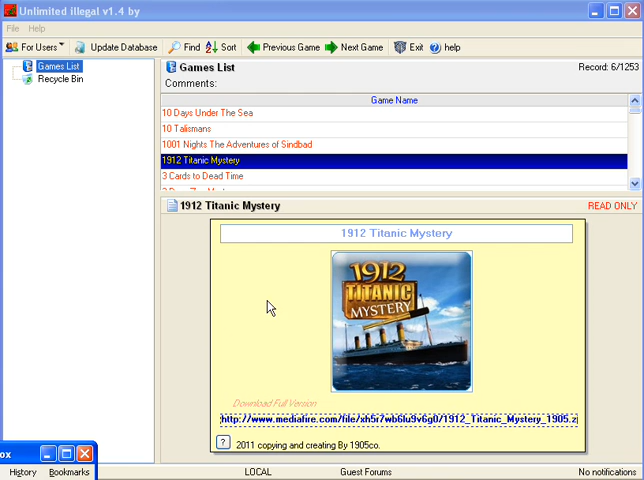 Unlimited illegal v1.4 by
File Help
For Users Update Database Find Sort Previous Game Next Game Exit help
Games List
Recycle Bin
Games List Record: 6/1253
Comments:
Game Name
10 Days Under The Sea
10 Talismans
1001 Nights The Adventures of Sindbad
1912 Titanic Mystery
3 Cards to Dead Time
1912 Titanic Mystery READ ONLY
1912 Titanic Mystery
1912
TITANIC
MYSTERY
Download Full Version
http://www.mediafire.com/file/xh5r7wb6lu9v6g0/1912_Titanic_Mystery_1905.z
? 2011 copying and creating By 1905co.
ox
History Bookmarks
LOCAL Guest Forums No notifications